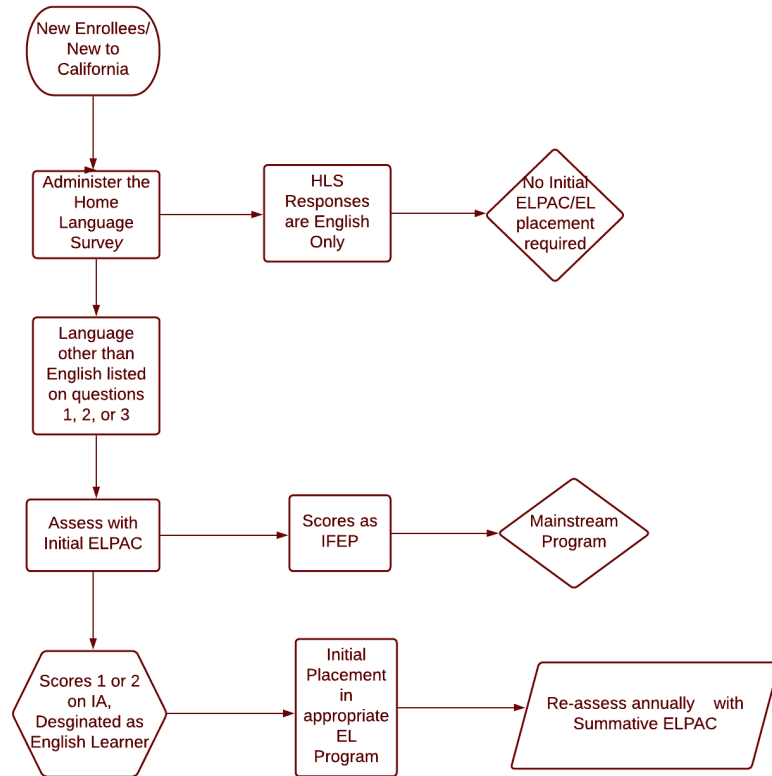 New Enrollees/
New to
California
Administer the
Home
Language
Survey
HLS
Responses
are English
Only
No Initial
ELPAC/EL
placement
required
Language
other than
English listed
on questions
1, 2, or 3
Assess with
Initial ELPAC
Scores as
IFEP
Mainstream
Program
Scores 1 or 2
on IA,
Desginated as
English Learner
Initial
Placement
in
appropriate
EL
Program
Re-assess annually with
Summative ELPAC